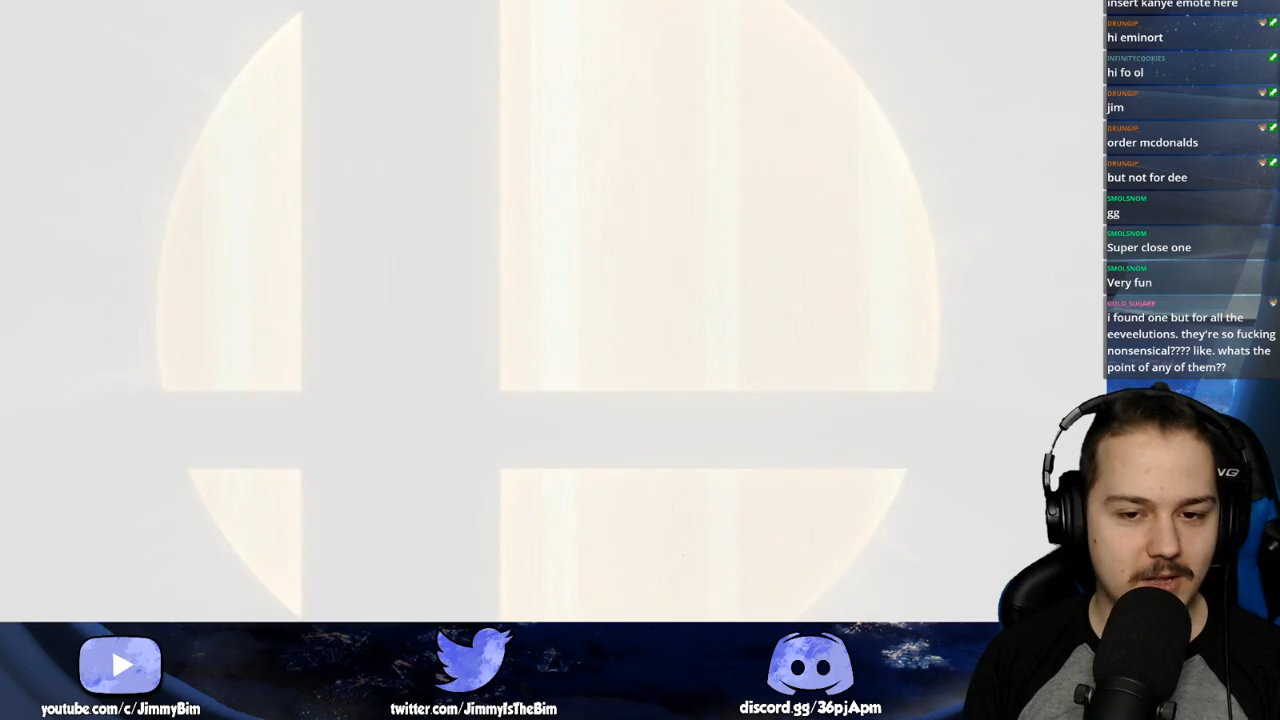 insert kanye emote here
DRUNGIP
hi eminort
INFINITYCOOKIES
hi fo ol
DRUNGIP
jim
DRUNGIP
order mcdonalds
DRUNGIP
but not for dee
SMOLSNOM
gg
SMOLSNOM
Super close one
SMOLSNOM
Very fun
GOLD_SUGARR
i found one but for all the
eeveelutions. they're so fucking
nonsensical???? like. whats the
point of any of them??
youtube.com/c/JimmyBim
twitter.com/JimmyIsTheBim
discord.gg/36pjApm